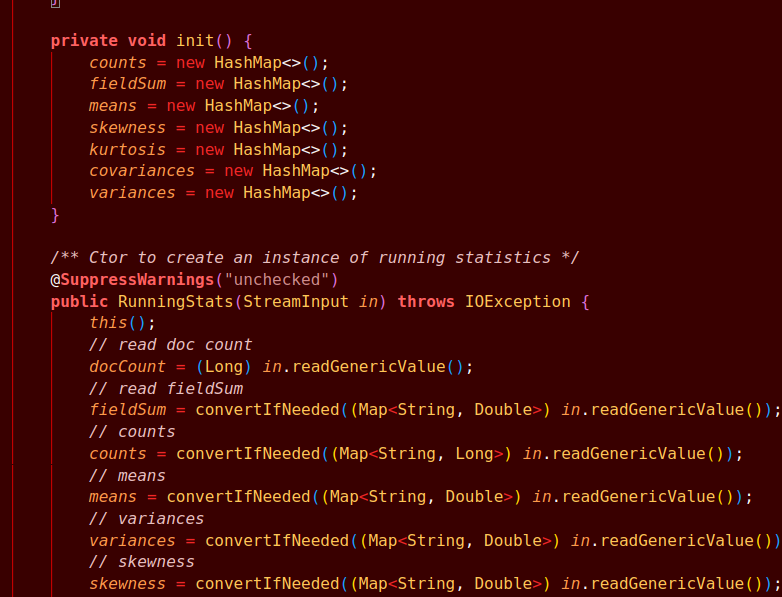 }
private void init() {
counts = new HashMap<>();
fieldSum = new HashMap<>();
means = new HashMap<>();
skewness = new HashMap<>();
kurtosis = new HashMap<>();
covariances = new HashMap<>();
variances = new HashMap<>();
}
/** Ctor to create an instance of running statistics */
@SuppressWarnings("unchecked")
public RunningStats(StreamInput in) throws IOException {
this();
// read doc count
docCount = (Long) in.readGenericValue();
// read fieldSum
fieldSum = convertIfNeeded((Map<String, Double>) in.readGenericValue());
// counts
counts = convertIfNeeded((Map<String, Long>) in.readGenericValue());
// means
means = convertIfNeeded((Map<String, Double>) in.readGenericValue());
// variances
variances = convertIfNeeded((Map<String, Double>) in.readGenericValue())
// skewness
skewness = convertIfNeeded((Map<String, Double>) in.readGenericValue());